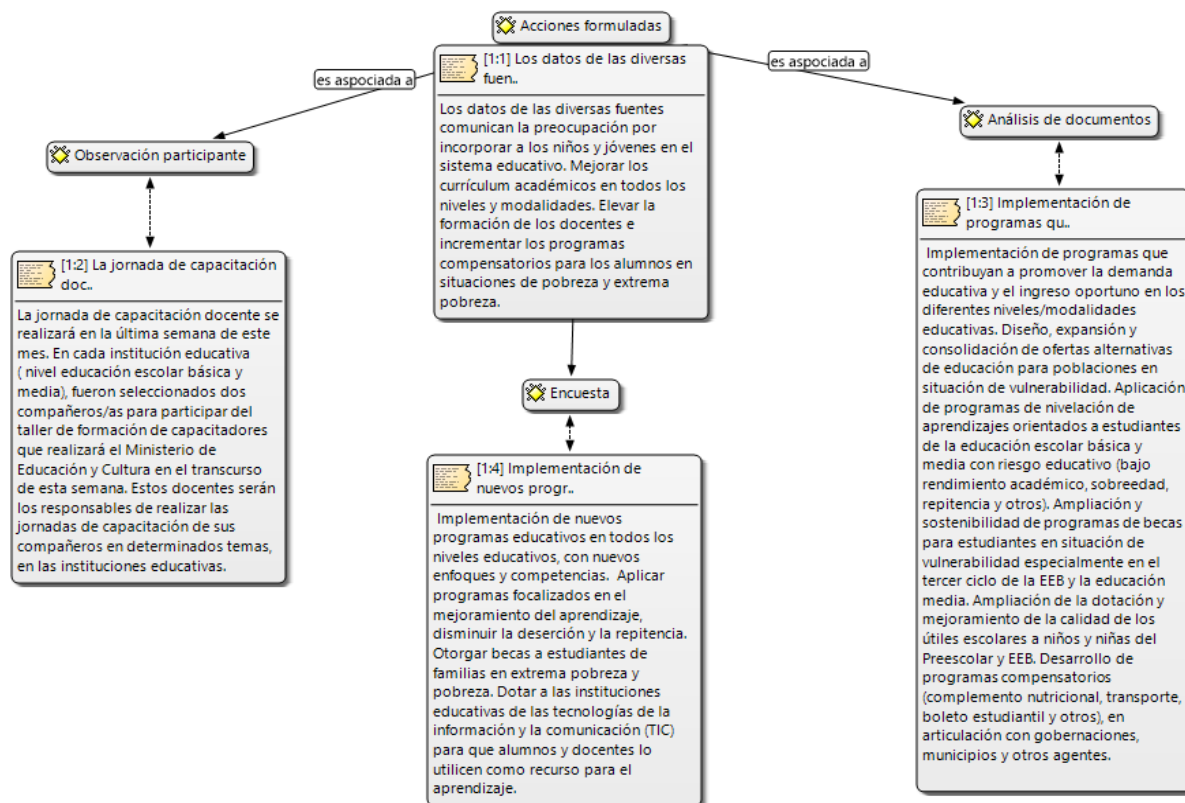 Acciones formuladas
[1:1] Los datos de las diversas
fuen..
Los datos de las diversas fuentes
comunican la preocupación por
incorporar a los niños y jóvenes en el
sistema educativo. Mejorar los
currículum académicos en todos los
niveles y modalidades. Elevar la
formación de los docentes e
incrementar los programas
compensatorios para los alumnos en
situaciones de pobreza y extrema
pobreza.
es aspociada a
es aspociada a
Observación participante
[1:2] La jornada de capacitación
doc..
La jornada de capacitación docente se
realizará en la última semana de este
mes. En cada institución educativa
( nivel educación escolar básica y
media), fueron seleccionados dos
compañeros/as para participar del
taller de formación de capacitadores
que realizará el Ministerio de
Educación y Cultura en el transcurso
de esta semana. Estos docentes serán
los responsables de realizar las
jornadas de capacitación de sus
compañeros en determinados temas,
en las instituciones educativas.
Encuesta
[1:4] Implementación de
nuevos progr..
Implementación de nuevos
programas educativos en todos los
niveles educativos, con nuevos
enfoques y competencias.  Aplicar
programas focalizados en el
mejoramiento del aprendizaje,
disminuir la deserción y la repitencia.
Otorgar becas a estudiantes de
familias en extrema pobreza y
pobreza. Dotar a las instituciones
educativas de las tecnologías de la
información y la comunicación (TIC)
para que alumnos y docentes lo
utilicen como recurso para el
aprendizaje.
Análisis de documentos
[1:3] Implementación de
programas qu..
Implementación de programas que
contribuyan a promover la demanda
educativa y el ingreso oportuno en los
diferentes niveles/modalidades
educativas. Diseño, expansión y
consolidación de ofertas alternativas
de educación para poblaciones en
situación de vulnerabilidad. Aplicación
de programas de nivelación de
aprendizajes orientados a estudiantes
de la educación escolar básica y
media con riesgo educativo (bajo
rendimiento académico, sobreedad,
repitencia y otros). Ampliación y
sostenibilidad de programas de becas
para estudiantes en situación de
vulnerabilidad especialmente en el
tercer ciclo de la EEB y la educación
media. Ampliación de la dotación y
mejoramiento de la calidad de los
útiles escolares a niños y niñas del
Preescolar y EEB. Desarrollo de
programas compensatorios
(complemento nutricional, transporte,
boleto estudiantil y otros), en
articulación con gobernaciones,
municipios y otros agentes.